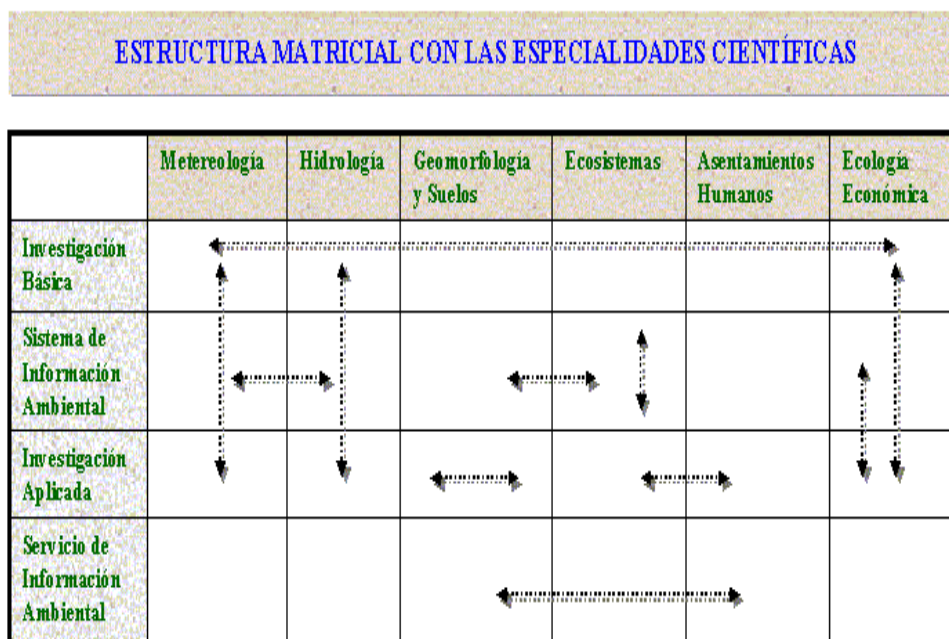 ESTRUCTURA MATRICIAL CON LAS ESPECIALIDADES CIENTÍFICAS
Metereología
Hidrología
Geomorfología
y Suelos
Ecosistemas
Asentamientos
Humanos
Ecología
Económica
Investigación
Básica
Sistema de
Información
Ambiental
Investigación
Aplicada
Servicio de
Información
Ambiental